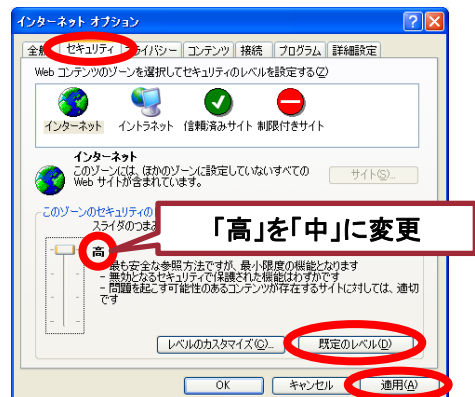 インターネット オプション
全般 セキュリティ プライバシー コンテンツ 接続 プログラム 詳細設定
Web コンテンツのゾーンを選択してセキュリティのレベルを設定する(Z)
インターネット イントラネット 信頼済みサイト 制限付きサイト
インターネット
このゾーンには、ほかのゾーンに設定していないすべての
Web サイトが含まれています。
サイト(S)...
このゾーンのセキュリティの
スライダのつまみ
「高」を「中」に変更
高
- 最も安全な参照方法ですが、最小限度の機能となります
- 無効となるセキュリティで保護された機能はわずかです
- 問題を起こす可能性のあるコンテンツが存在するサイトに対しては、適切
です
レベルのカスタマイズ(C)... 既定のレベル(D)
OK キャンセル 適用(A)